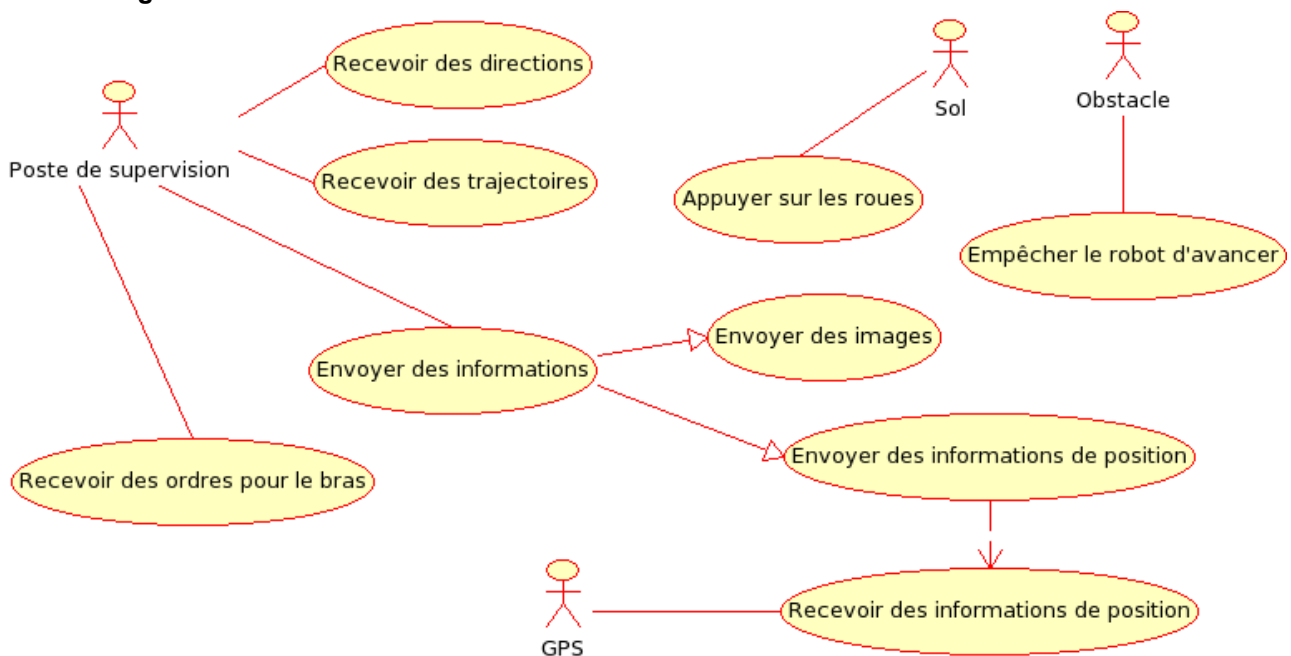 Recevoir des directions
Sol
Obstacle
Poste de supervision
Recevoir des trajectoires
Appuyer sur les roues
Empêcher le robot d'avancer
Envoyer des images
Envoyer des informations
Envoyer des informations de position
Recevoir des ordres pour le bras
Recevoir des informations de position
GPS